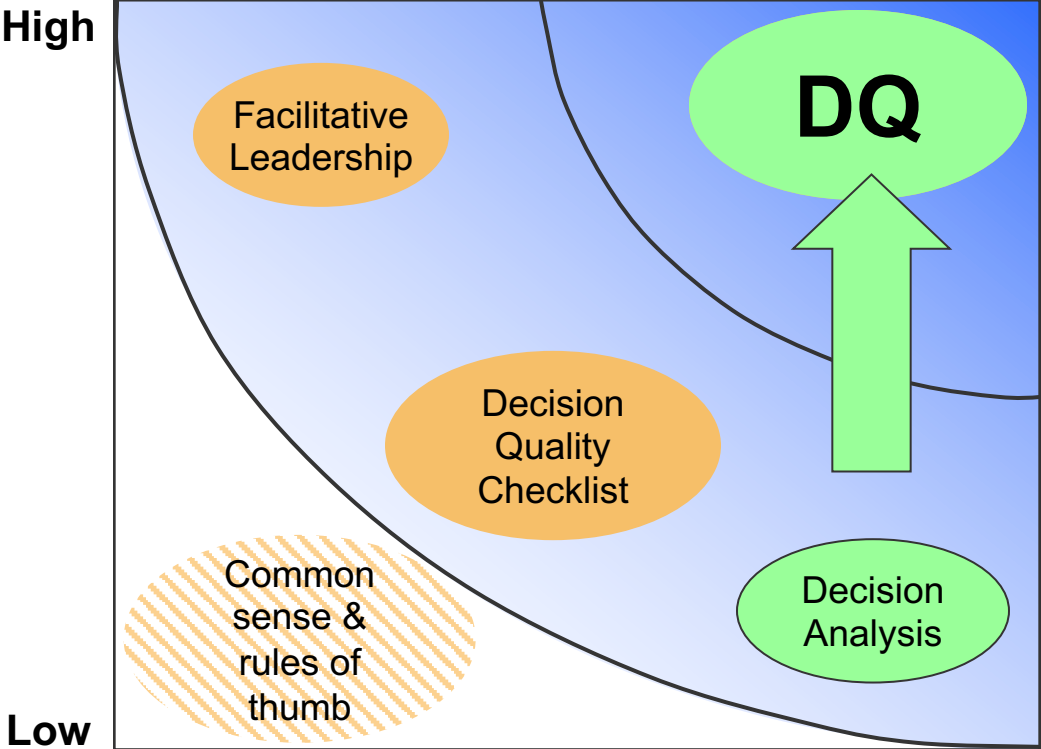 High
Facilitative
Leadership
DQ
Decision
Quality
Checklist
Common
sense &
rules of
thumb
Decision
Analysis
Low